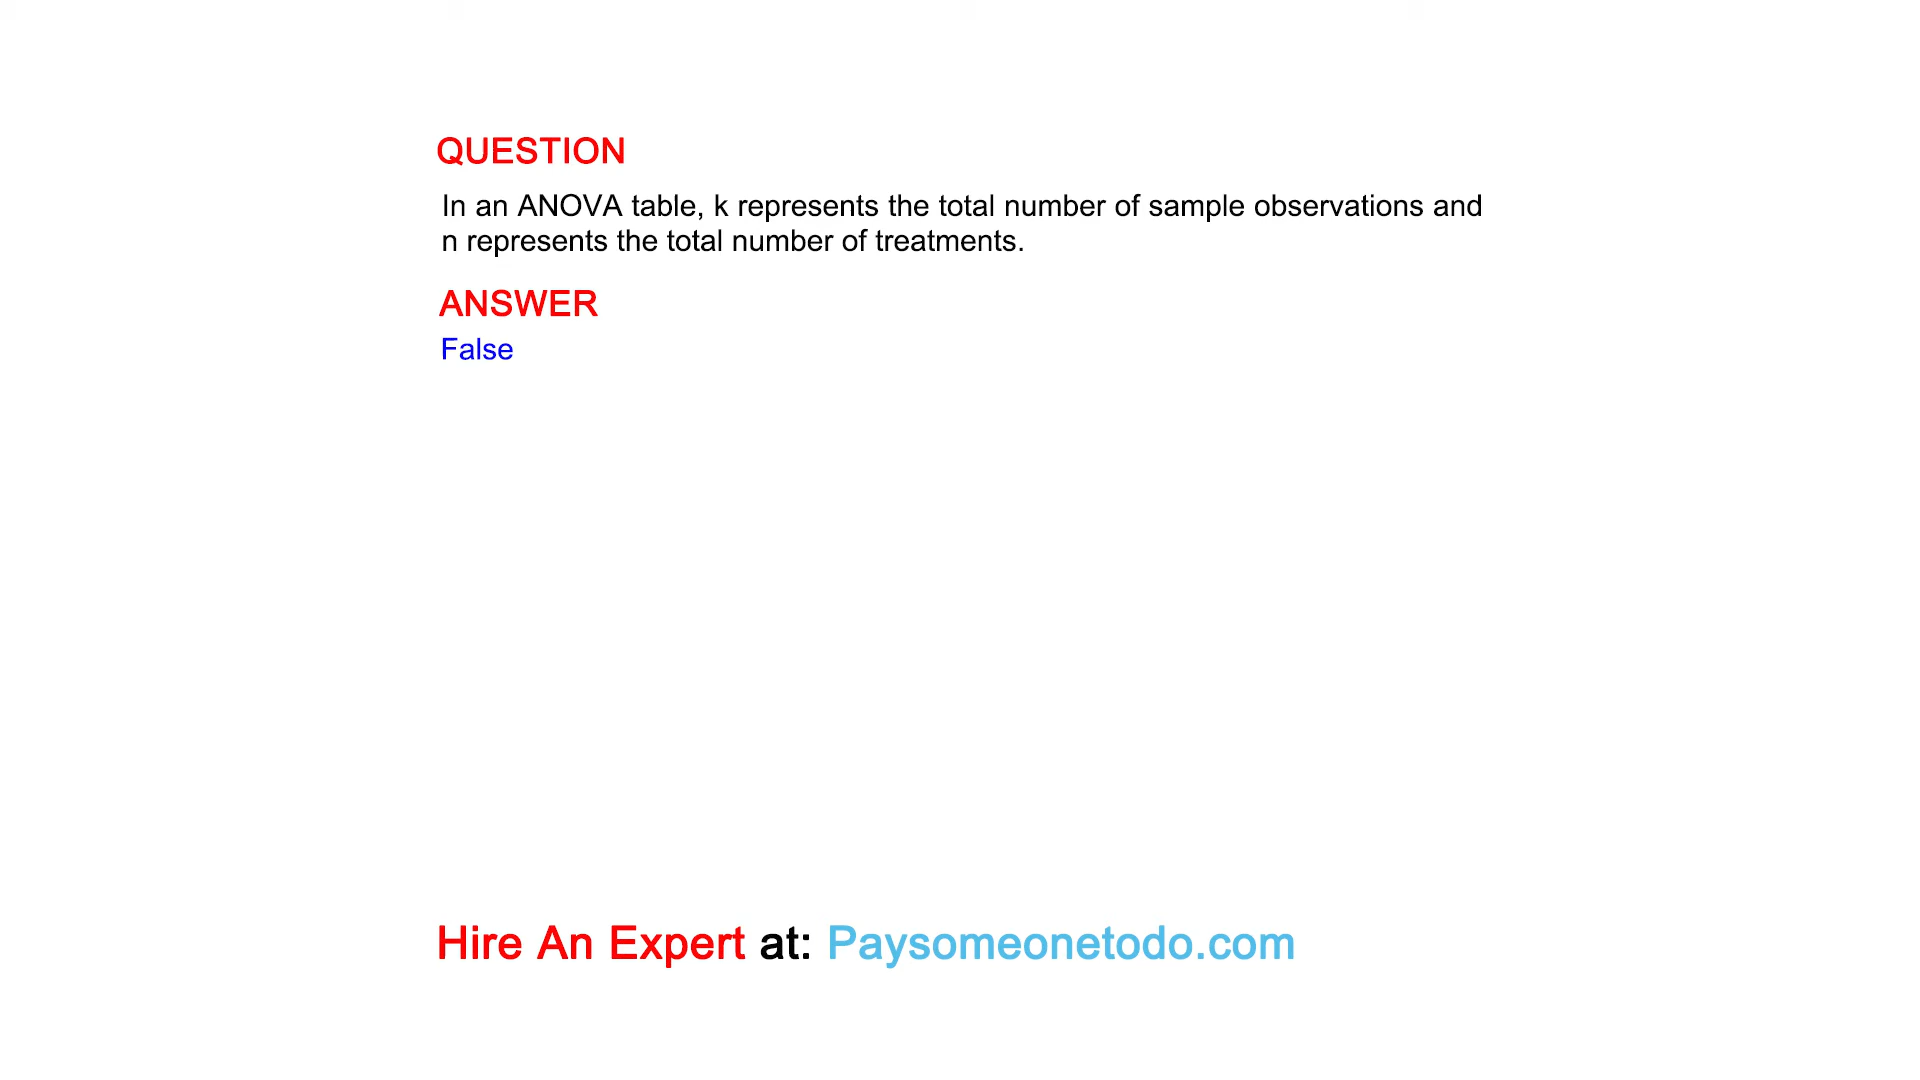 QUESTION
In an ANOVA table, k represents the total number of sample observations and
n represents the total number of treatments.
ANSWER
False
Hire An Expert at: Paysomeonetodo.com